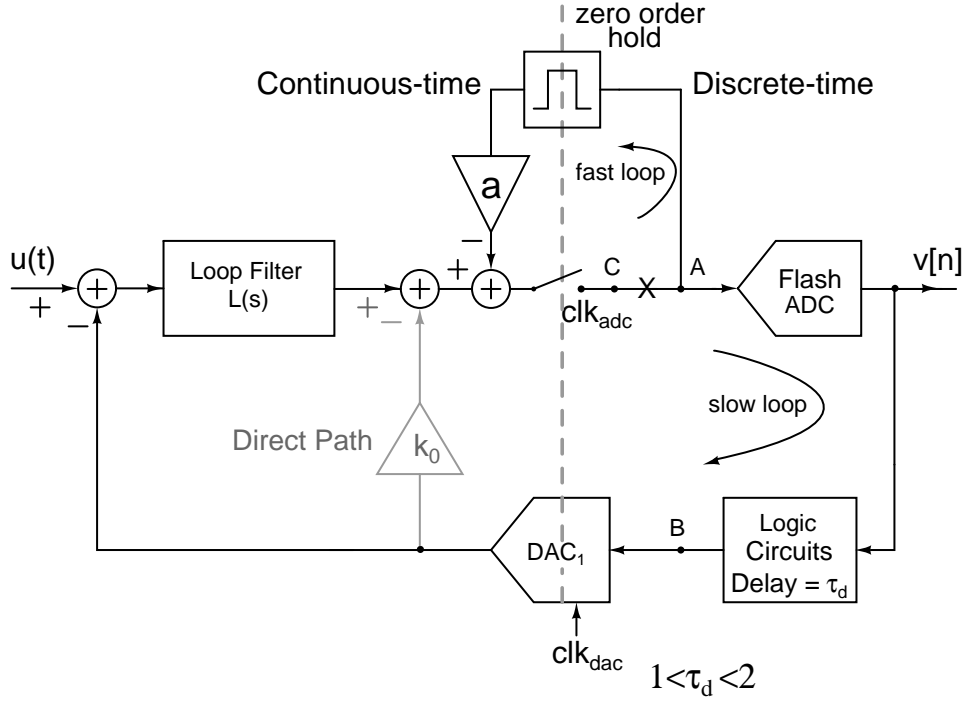 zero order
hold
Continuous-time
Discrete-time
a
fast loop
u(t)
+
−
+
Loop Filter
L(s)
+
−
+
+
−
+
C
X
A
clk_adc
Flash
ADC
v[n]
slow loop
Direct Path
k_0
DAC_1
B
Logic
Circuits
Delay = τ_d
clk_dac
1<τ_d<2